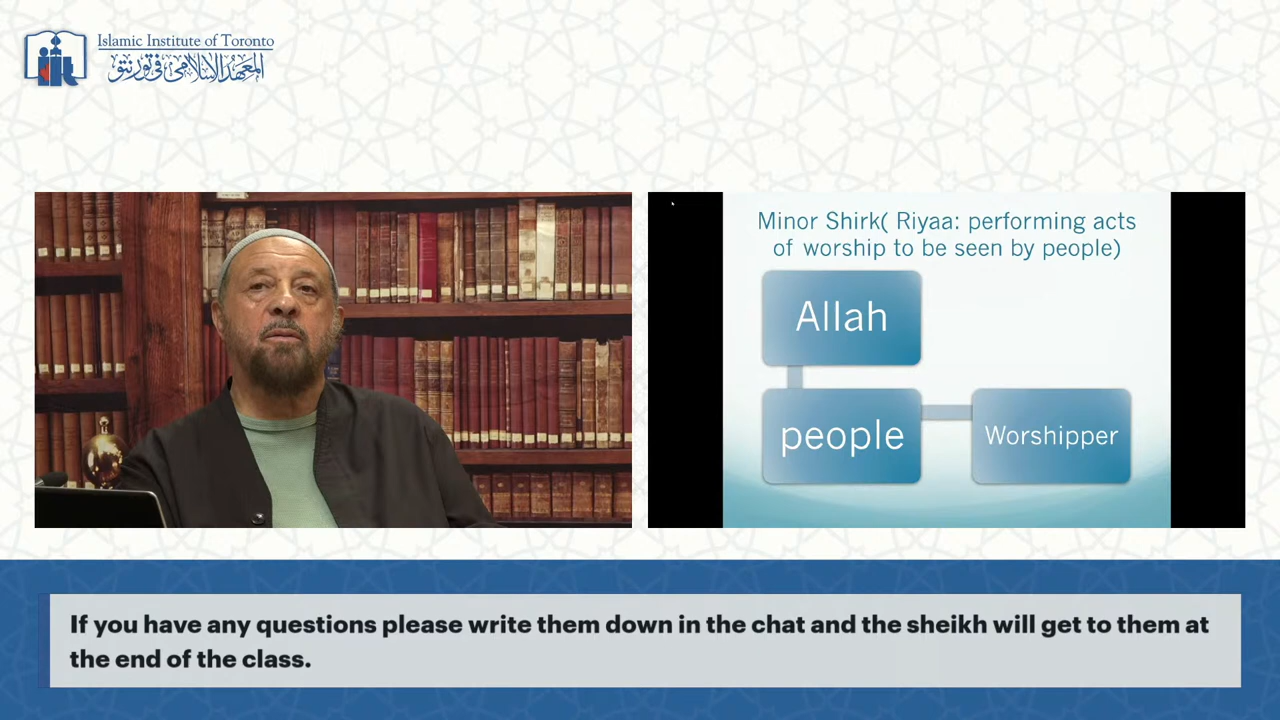 Islamic Institute of Toronto
المعهد الإسلامي في تورنتو
Minor Shirk( Riyaa: performing acts
of worship to be seen by people)
Allah
people
Worshipper
If you have any questions please write them down in the chat and the sheikh will get to them at
the end of the class.